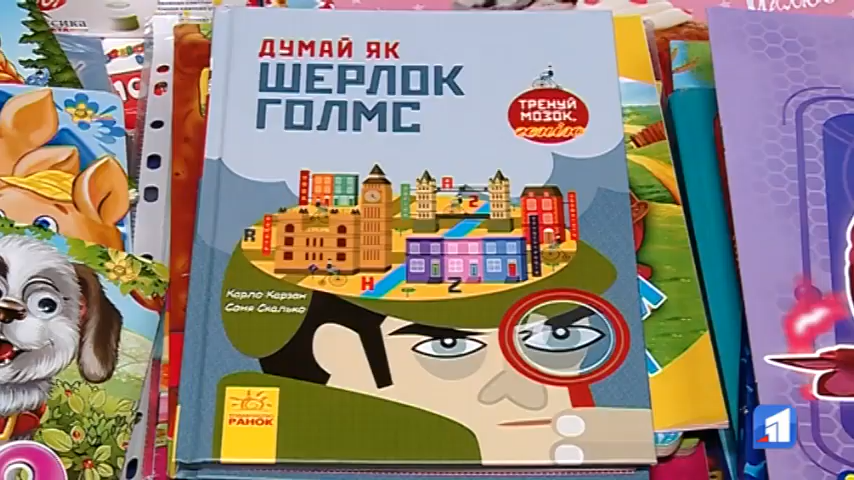 ДУМАЙ ЯК
ШЕРЛОК
ГОЛМС
ТРЕНУЙ
МОЗОК,
Карло Карзан
Соня Скалько
РАНОК